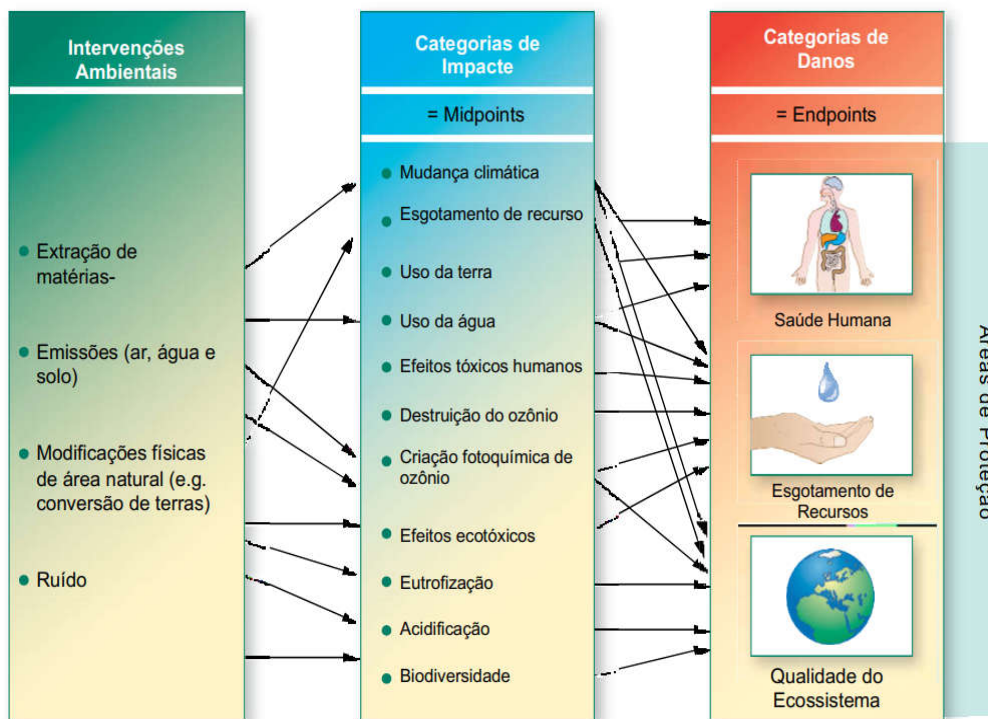 Intervenções
Ambientais
Extração de
matérias-
Emissões (ar, água e
solo)
Modificações físicas
de área natural (e.g.
conversão de terras)
Ruído
Categorias de
Impacte
= Midpoints
Mudança climática
Esgotamento de recurso
Uso da terra
Uso da água
Efeitos tóxicos humanos
Destruição do ozônio
Criação fotoquímica de
ozônio
Efeitos ecotóxicos
Eutrofização
Acidificação
Biodiversidade
Categorias de
Danos
= Endpoints
Saúde Humana
Esgotamento de
Recursos
Qualidade do
Ecossistema
Áreas de Proteção